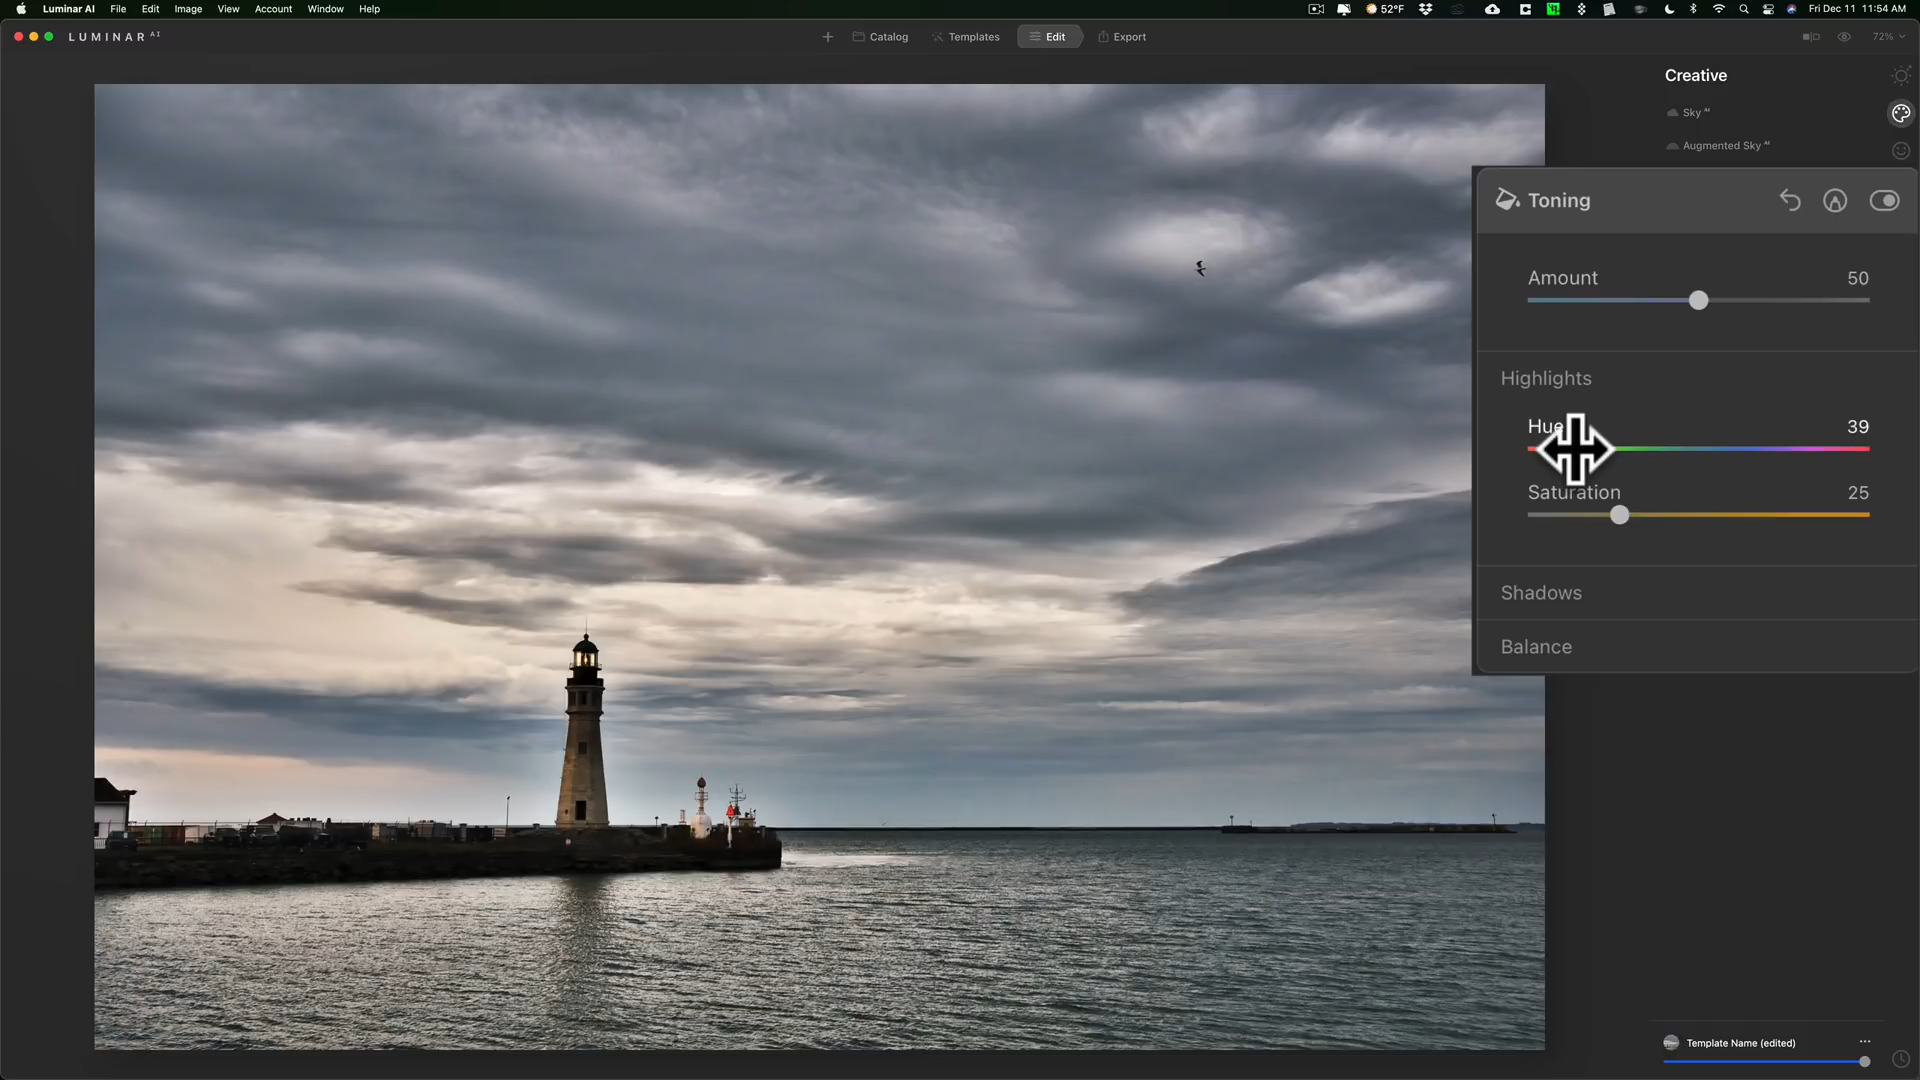 Luminar AI File Edit Image View Account Window Help 52°F Fri Dec 11 11:54 AM
LUMINAR AI Catalog Templates Edit Export 72%
Creative
Sky AI
Augmented Sky AI
Toning
Amount 50
Highlights
Hue 39
Saturation 25
Shadows
Balance
Template Name (edited)